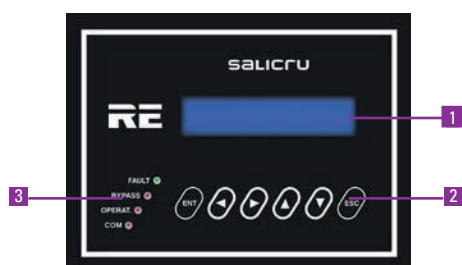 salicru
RE
1
FAULT
BYPASS
OPERAT.
COM
ENT
ESC
2
3